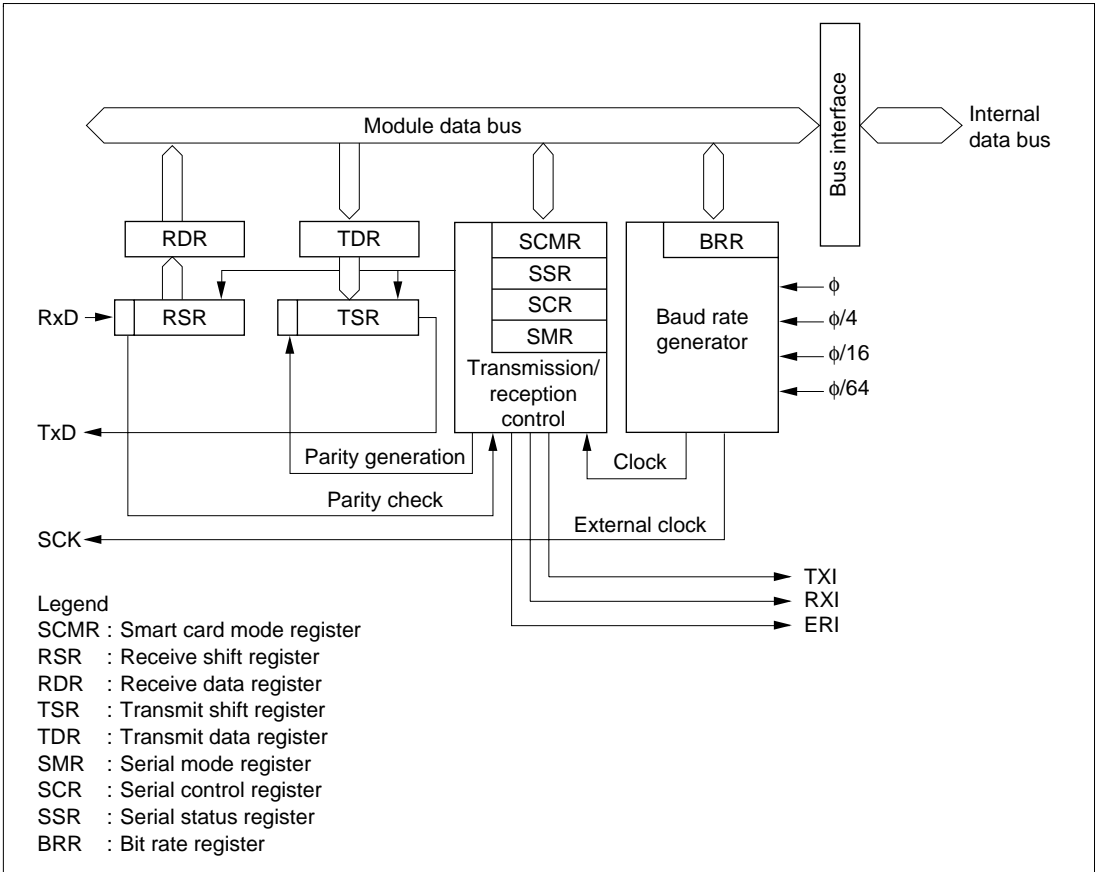 Module data bus
Bus interface
Internal
data bus
RDR
TDR
SCMR
SSR
SCR
SMR
Transmission/
reception
control
BRR
Baud rate
generator
ϕ
ϕ/4
ϕ/16
ϕ/64
RxD
RSR
TSR
TxD
Parity generation
Parity check
Clock
External clock
SCK
TXI
RXI
ERI
Legend
SCMR : Smart card mode register
RSR : Receive shift register
RDR : Receive data register
TSR : Transmit shift register
TDR : Transmit data register
SMR : Serial mode register
SCR : Serial control register
SSR : Serial status register
BRR : Bit rate register